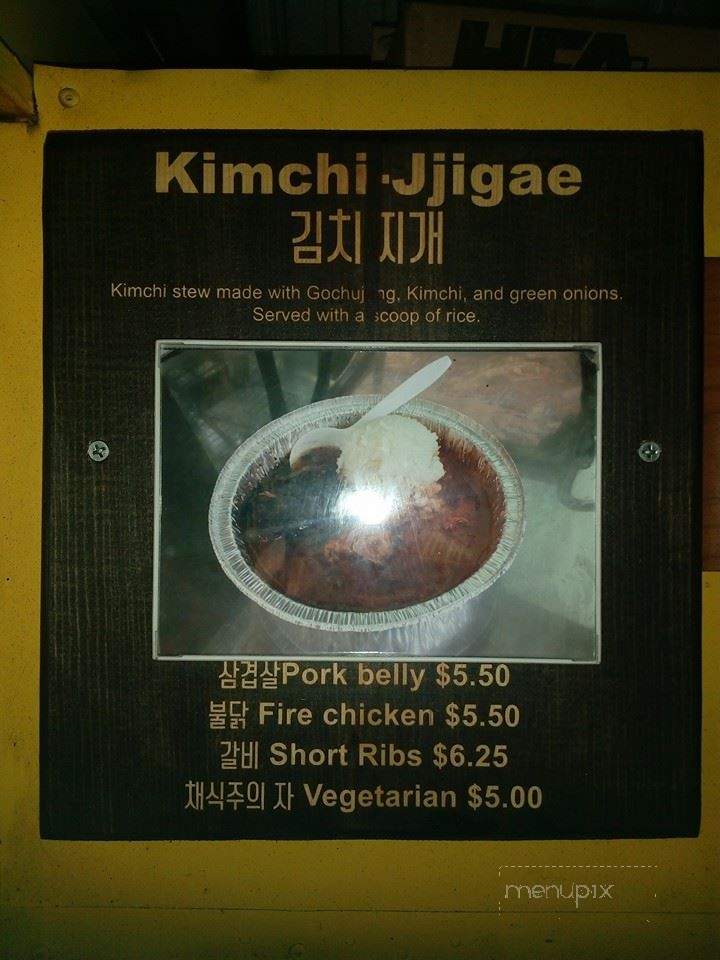 HFA
Kimchi-Jjigae
김치 지개
Kimchi stew made with Gochujang, Kimchi, and green onions.
Served with a scoop of rice.
삼겹살Pork belly $5.50
불닭 Fire chicken $5.50
갈비 Short Ribs $6.25
채식주의 자 Vegetarian $5.00
menupix